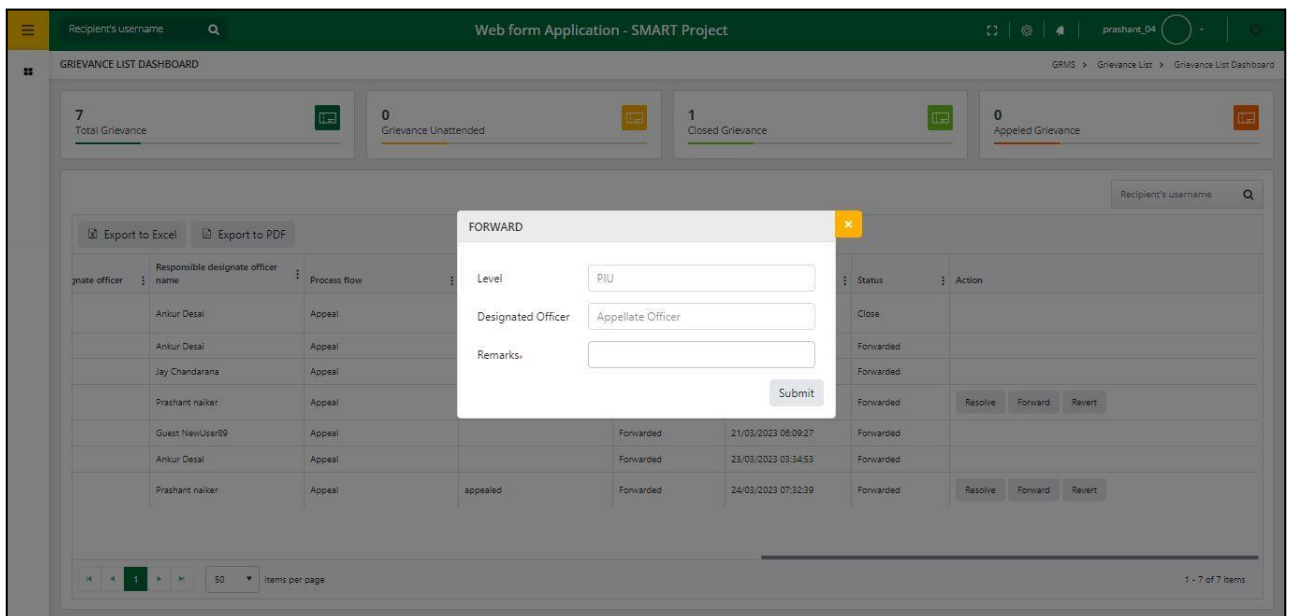 Recipient's username
Web form Application - SMART Project
prashant_04
GRIEVANCE LIST DASHBOARD
GRMS > Grievance List > Grievance List Dashboard
7
Total Grievance
0
Grievance Unattended
1
Closed Grievance
0
Appeled Grievance
Recipient's username
Export to Excel
Export to PDF
gnate officer
Responsible designate officer
name
Process flow
Status
Action
Ankur Desai Appeal Close
Ankur Desai Appeal Forwarded
Jay Chandarana Appeal Forwarded
Prashant naiker Appeal Forwarded Resolve Forward Revert
Guest NewUser89 Appeal Forwarded 21/03/2023 06:09:27 Forwarded
Ankur Desai Appeal Forwarded 23/03/2023 03:34:53 Forwarded
Prashant naiker Appeal appealed Forwarded 24/03/2023 07:32:39 Forwarded Resolve Forward Revert
FORWARD
×
Level PIU
Designated Officer Appellate Officer
Remarks*
Submit
1
50 items per page
1 - 7 of 7 items